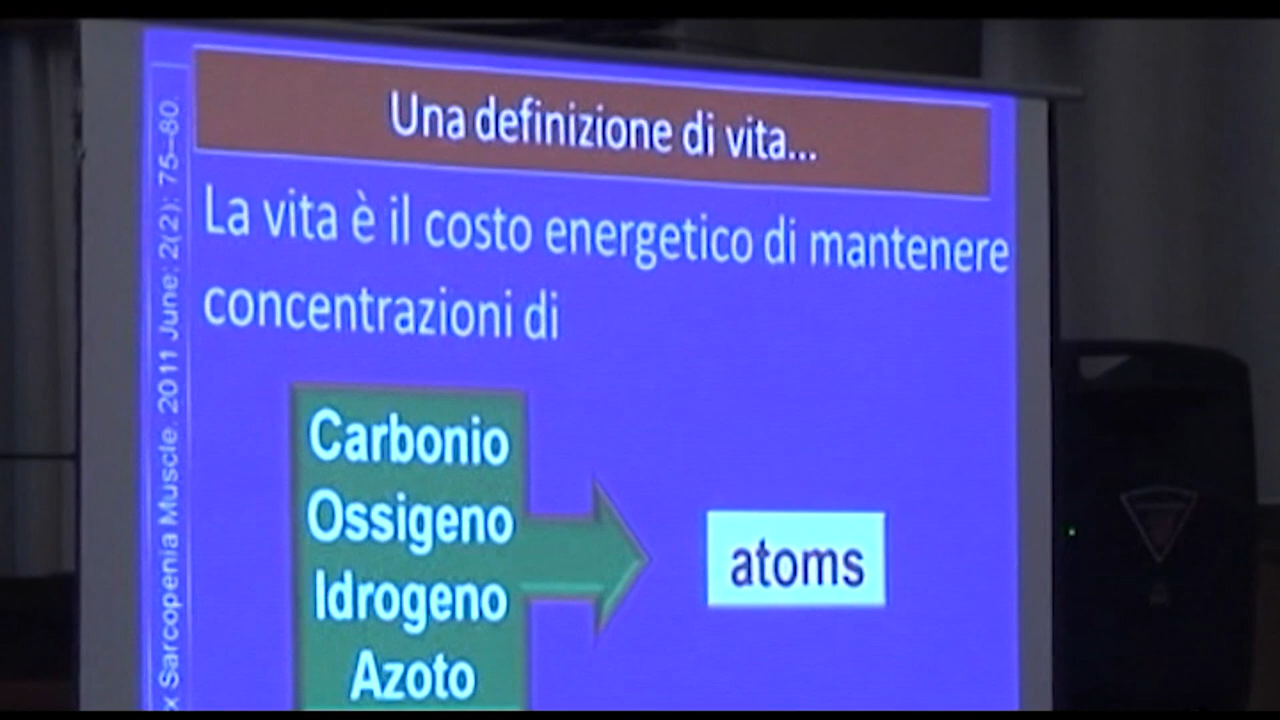 Una definizione di vita...
La vita è il costo energetico di mantenere
concentrazioni di
Carbonio
Ossigeno
Idrogeno
Azoto
atoms
x Sarcopenia Muscle. 2011 June; 2(2): 75–80.